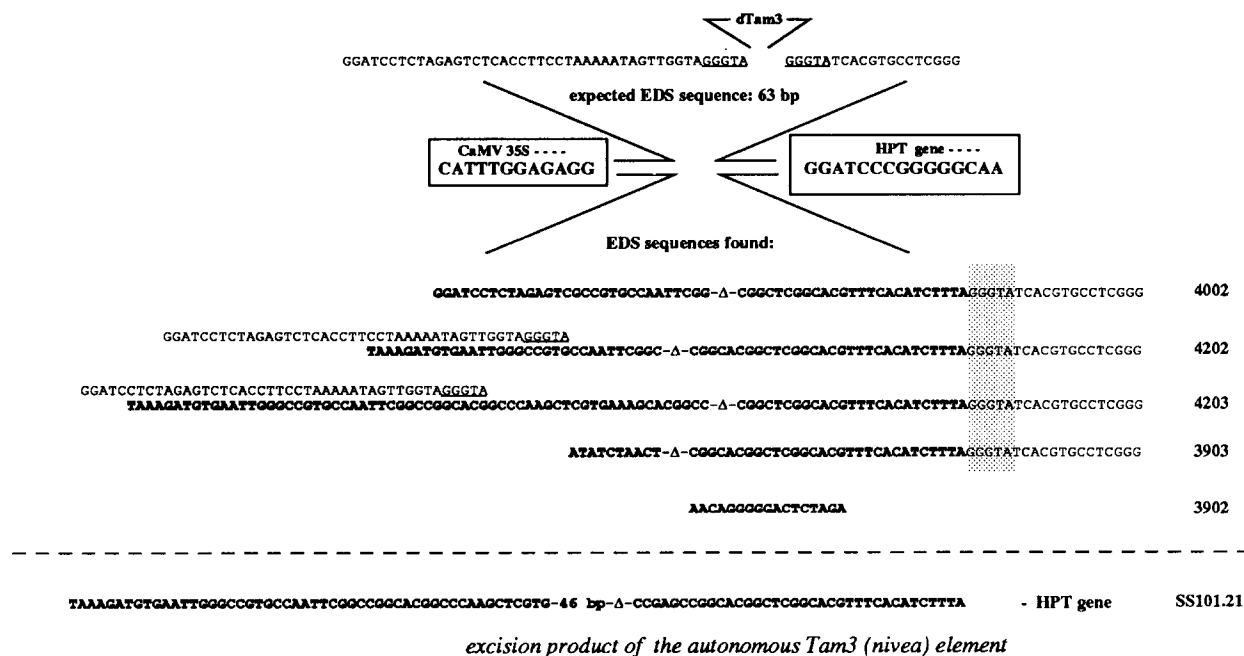 dTam3
GGATCCTCTAGAGTCTCACCTTCCTAAAAATAGTTGGTAGGGTA GGGTATCACGTGCCTCGGG
expected EDS sequence: 63 bp
CaMV 35S - - - -
CATTTGGAGAGG
HPT gene - - - -
GGATCCCGGGGGCAA
EDS sequences found:
GGATCCTCTAGAGTCGCCGTGCCAATTCGG-Δ-CGGCTCGGCACGTTTCACATCTTTAGGGTATCACGTGCCTCGGG 4002
GGATCCTCTAGAGTCTCACCTTCCTAAAAATAGTTGGTAGGGTA
TAAAGATGTGAATTGGGCCGTGCCAATTCGGC-Δ-CGGCACGGCTCGGCACGTTTCACATCTTTAGGGTATCACGTGCCTCGGG 4202
GGATCCTCTAGAGTCTCACCTTCCTAAAAATAGTTGGTAGGGTA
TAAAGATGTGAATTGGGCCGTGCCAATTCGGCCGGCACGGCCCAAGCTCGTGAAAGCACGGCC-Δ-CGGCTCGGCACGTTTCACATCTTTAGGGTATCACGTGCCTCGGG 4203
ATATCTAACT-Δ-CGGCACGGCTCGGCACGTTTCACATCTTTAGGGTATCACGTGCCTCGGG 3903
AACAGGGGGACTCTAGA 3902
TAAAGATGTGAATTGGGCCGTGCCAATTCGGCCGGCACGGCCCAAGCTCGTG-46 bp-Δ-CCGAGCCGGCACGGCTCGGCACGTTTCACATCTTTA - HPT gene SS101.21
excision product of the autonomous Tam3 (nivea) element